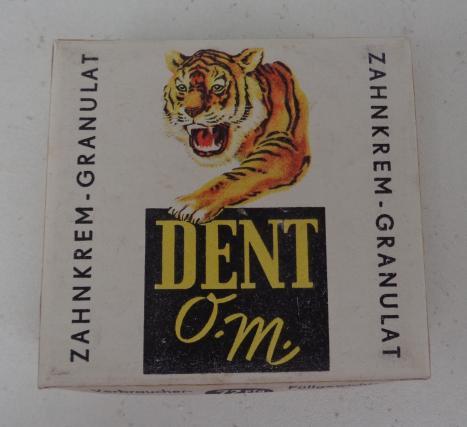 ZAHNKREM-GRANULAT
DENT
O.M.
ZAHNKREM-GRANULAT